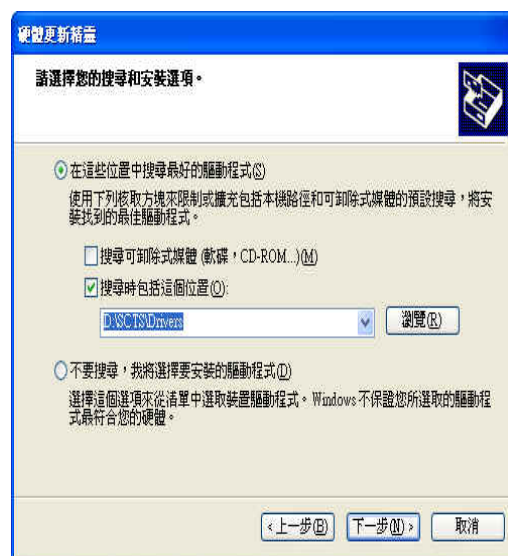 硬體更新精靈
請選擇您的搜尋和安裝選項。
在這些位置中搜尋最好的驅動程式(S)
使用下列核取方塊來限制或擴充包括本機路徑和可卸除式媒體的預設搜尋，將安
裝找到的最佳驅動程式。
搜尋可卸除式媒體 (軟碟，CD-ROM...)(M)
搜尋時包括這個位置(O):
D:\SCTS\Drivers
瀏覽(R)
不要搜尋，我將選擇要安裝的驅動程式(D)
選擇這個選項來從清單中選取裝置驅動程式。Windows 不保證您所選取的驅動程
式最符合您的硬體。
<上一步(B) 下一步(N)> 取消